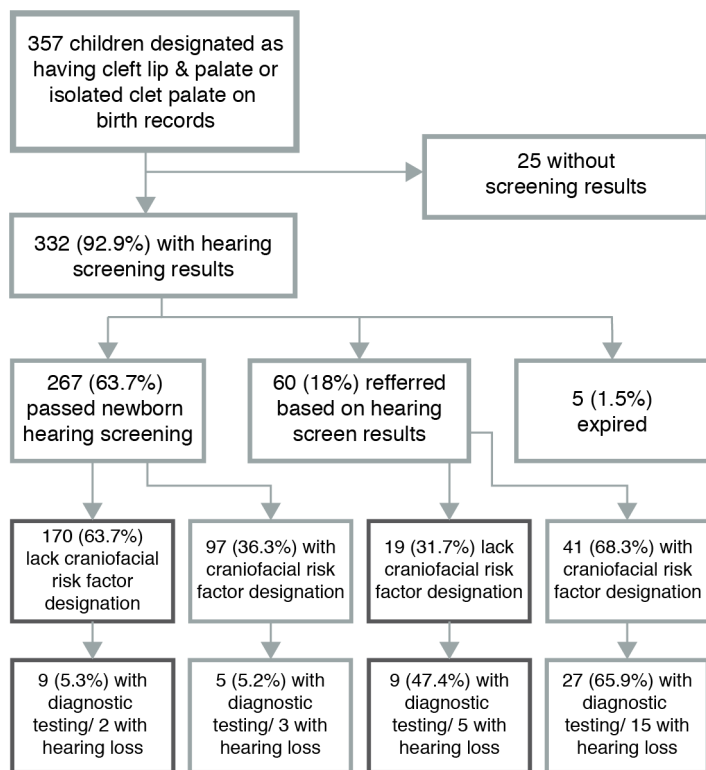 357 children designated as
having cleft lip & palate or
isolated clet palate on
birth records
25 without
screening results
332 (92.9%) with hearing
screening results
267 (63.7%)
passed newborn
hearing screening
60 (18%) refferred
based on hearing
screen results
5 (1.5%)
expired
170 (63.7%)
lack craniofacial
risk factor
designation
97 (36.3%) with
craniofacial risk
factor designation
19 (31.7%) lack
craniofacial risk
factor designation
41 (68.3%) with
craniofacial risk
factor designation
9 (5.3%) with
diagnostic
testing/ 2 with
hearing loss
5 (5.2%) with
diagnostic
testing/ 3 with
hearing loss
9 (47.4%) with
diagnostic
testing/ 5 with
hearing loss
27 (65.9%) with
diagnostic
testing/ 15 with
hearing loss